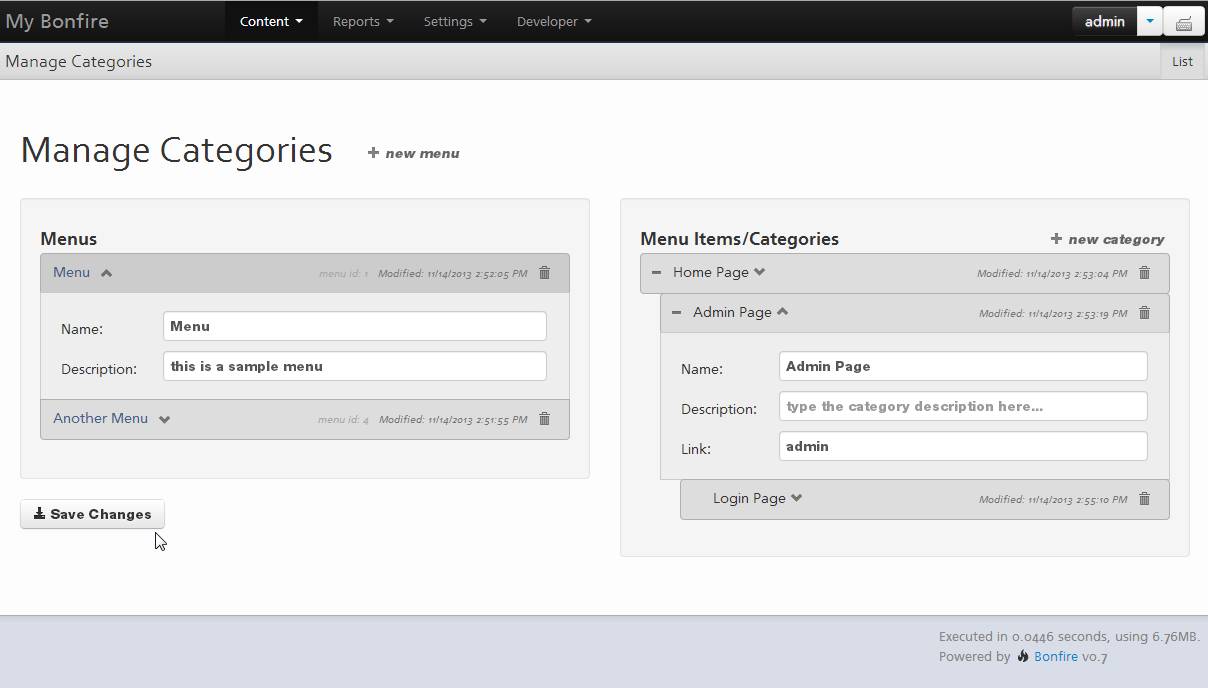 My Bonfire Content Reports Settings Developer admin
Manage Categories List
Manage Categories + new menu
Menus
Menu menu id: 1 Modified: 11/14/2013 2:52:05 PM
Name: Menu
Description: this is a sample menu
Another Menu menu id: 4 Modified: 11/14/2013 2:51:55 PM
Save Changes
Menu Items/Categories + new category
Home Page Modified: 11/14/2013 2:53:04 PM
Admin Page Modified: 11/14/2013 2:53:19 PM
Name: Admin Page
Description: type the category description here...
Link: admin
Login Page Modified: 11/14/2013 2:55:10 PM
Executed in 0.0446 seconds, using 6.76MB.
Powered by Bonfire v0.7